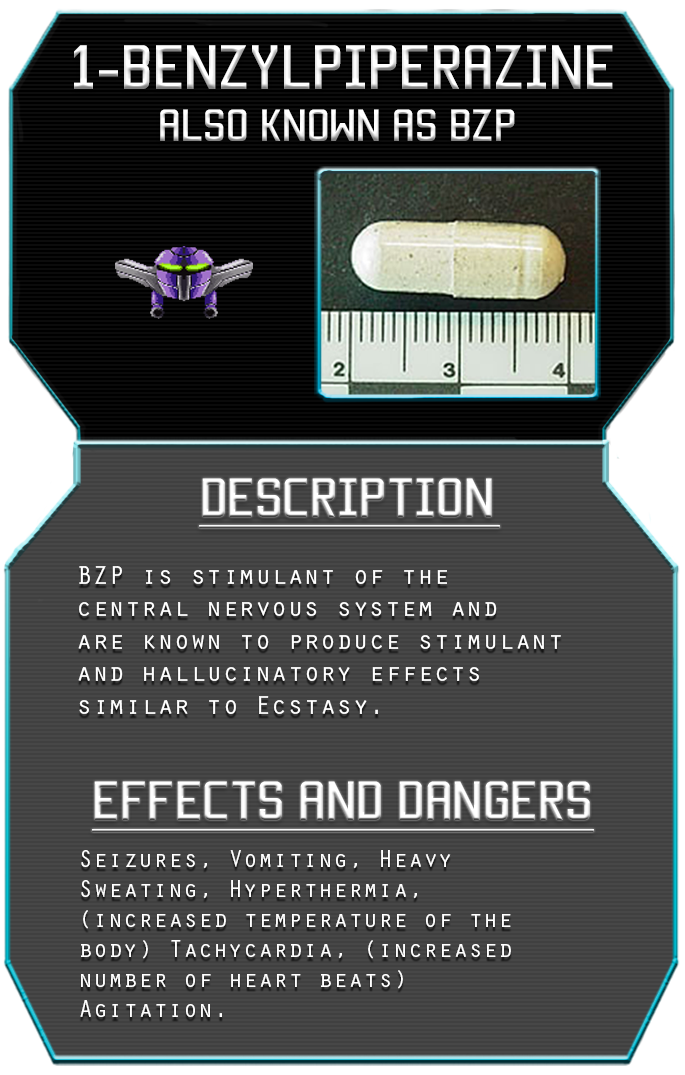 1-BENZYLPIPERAZINE
ALSO KNOWN AS BZP
2 3 4
DESCRIPTION
BZP IS STIMULANT OF THE
CENTRAL NERVOUS SYSTEM AND
ARE KNOWN TO PRODUCE STIMULANT
AND HALLUCINATORY EFFECTS
SIMILAR TO ECSTASY.
EFFECTS AND DANGERS
SEIZURES, VOMITING, HEAVY
SWEATING, HYPERTHERMIA,
(INCREASED TEMPERATURE OF THE
BODY) TACHYCARDIA, (INCREASED
NUMBER OF HEART BEATS)
AGITATION.